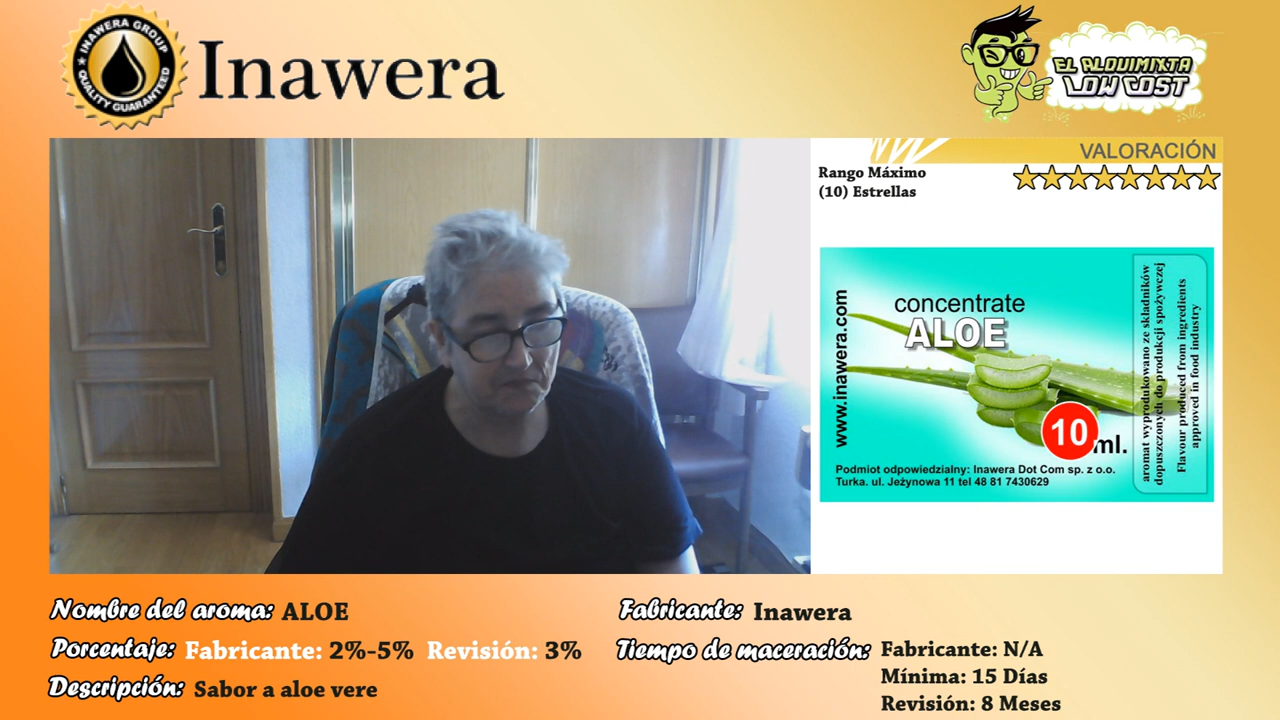 INAWERA GROUP
QUALITY GUARANTEED
Inawera
EL ALQUIMIXTA
LOW COST
VALORACIÓN
Rango Máximo
(10) Estrellas
www.inawera.com
concentrate
ALOE
10 ml.
Podmiot odpowiedzialny: Inawera Dot Com sp. z o.o.
Turka. ul. Jeżynowa 11 tel 48 81 7430629
aromat wyprodukowano ze składników
dopuszczonych do produkcji spożywczej
Flavour produced from ingredients
approved in food industry
Nombre del aroma: ALOE
Fabricante: Inawera
Porcentaje: Fabricante: 2%-5% Revisión: 3%
Tiempo de maceración: Fabricante: N/A
Mínima: 15 Días
Revisión: 8 Meses
Descripción: Sabor a aloe vere